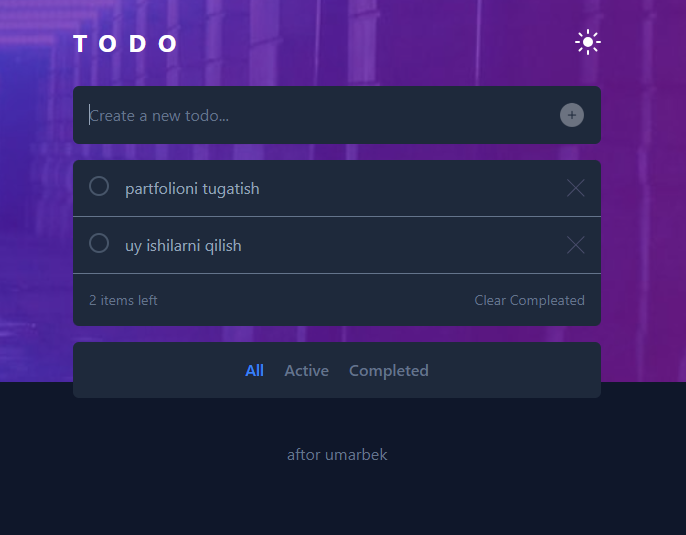 TODO
Create a new todo...
partfolioni tugatish
uy ishilarni qilish
2 items left Clear Compleated
All Active Completed
aftor umarbek